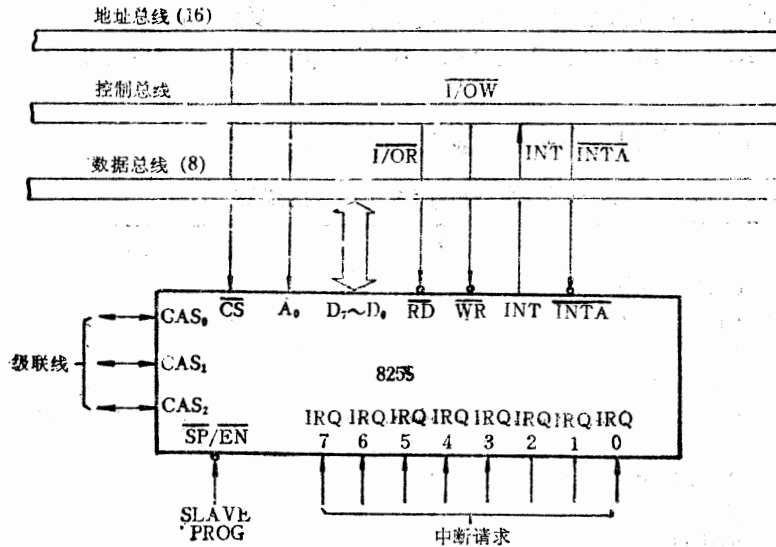 地址总线 (16)
控制总线
I/OW
数据总线 (8)
I/OR
INT
INTA
CS A₀ D₇~D₀ RD WR INT INTA
CAS₀
级联线
CAS₁
8255
CAS₂
SP/EN
IRQ IRQ IRQ IRQ IRQ IRQ IRQ IRQ
7 6 5 4 3 2 1 0
SLAVE
PROG
中断请求